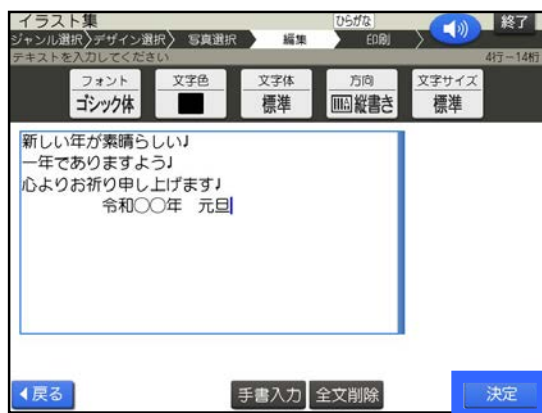 イラスト集 ひらがな 終了
ジャンル選択〉デザイン選択〉 写真選択 編集 印刷
テキストを入力してください 4行−14桁
フォント 文字色 文字体 方向 文字サイズ
ゴシック体 標準 縦書き 標準
新しい年が素晴らしい
一年でありますよう
心よりお祈り申し上げます
令和〇〇年 元旦
戻る 手書入力 全文削除 決定